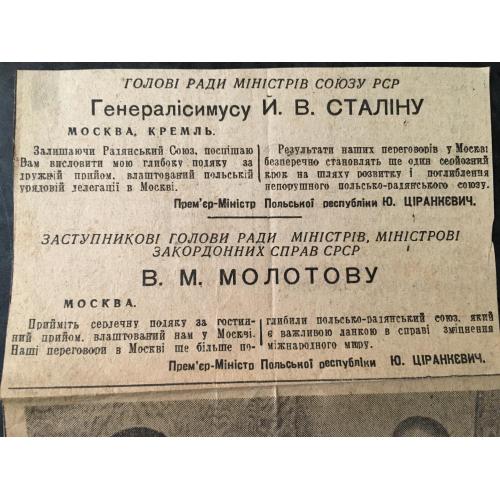 ГОЛОВІ РАДИ МІНІСТРІВ СОЮЗУ РСР
Генералісимусу Й. В. СТАЛІНУ
МОСКВА, КРЕМЛЬ.
Залишаючи Радянський Союз, поспішаю
Вам висловити мою глибоку подяку за
дружній прийом, влаштований польській
урядовій делегації в Москві.
Результати наших переговорів у Москві
безперечно становлять ще один серйозний
крок на шляху розвитку і поглиблення
непорушного польсько-радянського союзу.
Прем'єр-Міністр Польської республіки Ю. ЦІРАНКЄВИЧ.
ЗАСТУПНИКОВІ ГОЛОВИ РАДИ МІНІСТРІВ, МІНІСТРОВІ
ЗАКОРДОННИХ СПРАВ СРСР
В. М. МОЛОТОВУ
МОСКВА.
Прийміть сердечну подяку за гостин-
ний прийом, влаштований нам у Москві.
Наші переговори в Москві ще більше по-
глибили польсько-радянський союз, який
є важливою ланкою в справі зміцнення
міжнародного миру.
Прем'єр-Міністр Польської республіки Ю. ЦІРАНКЄВИЧ.